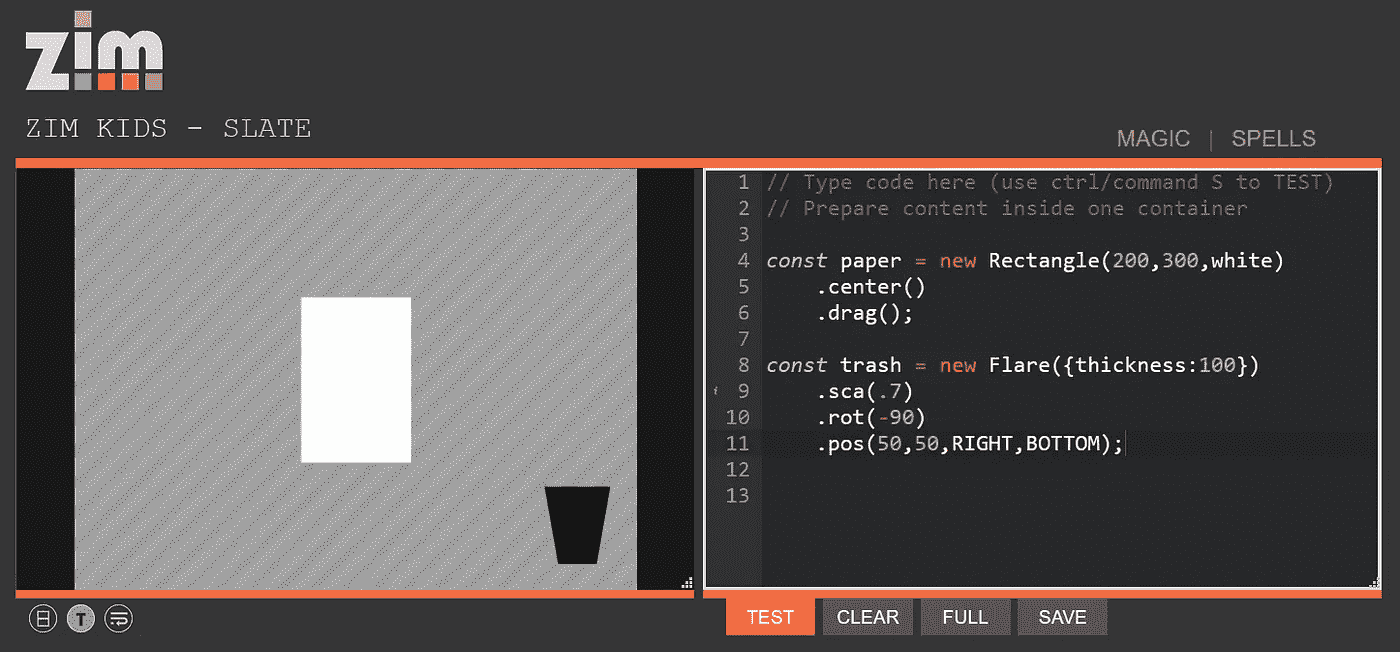 zim
ZIM KIDS - SLATE
MAGIC | SPELLS
1 // Type code here (use ctrl/command S to TEST)
2 // Prepare content inside one container
3
4 const paper = new Rectangle(200,300,white)
5 .center()
6 .drag();
7
8 const trash = new Flare({thickness:100})
i 9 .sca(.7)
10 .rot(-90)
11 .pos(50,50,RIGHT,BOTTOM);
12
13
T
TEST CLEAR FULL SAVE